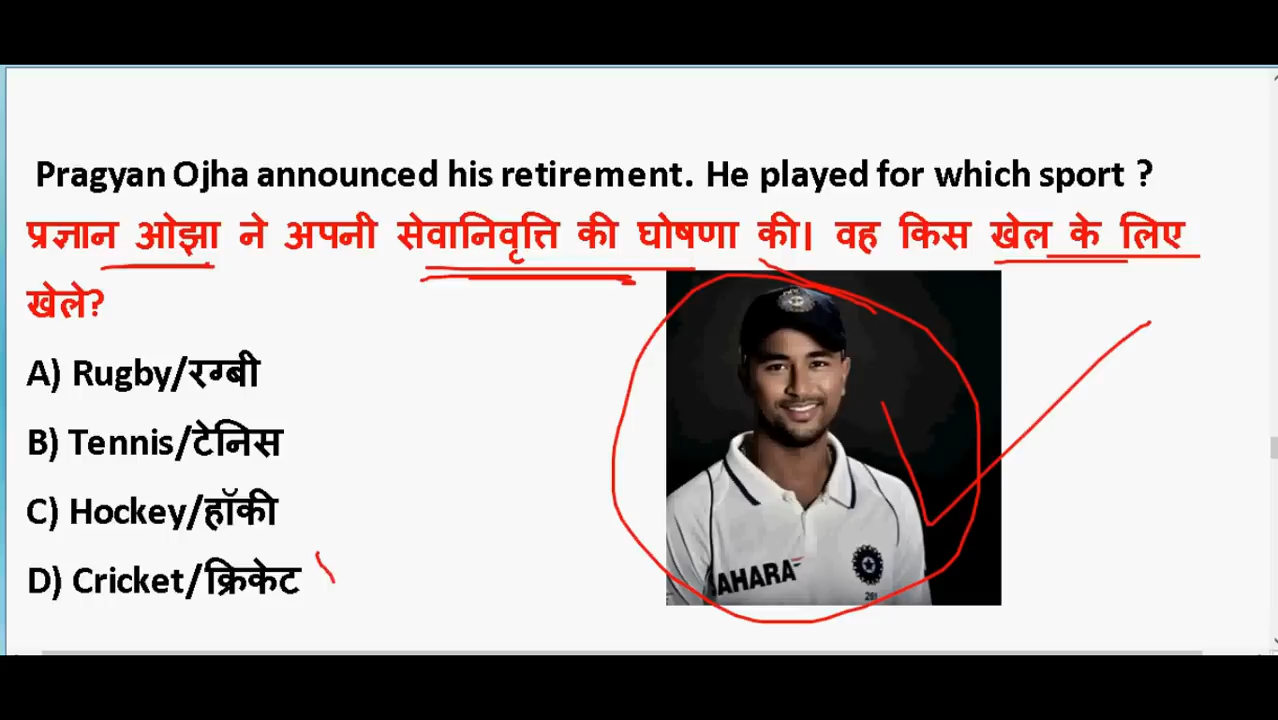 Pragyan Ojha announced his retirement. He played for which sport ?
प्रज्ञान ओझा ने अपनी सेवानिवृत्ति की घोषणा की। वह किस खेल के लिए
खेले?
A) Rugby/रग्बी
B) Tennis/टेनिस
C) Hockey/हॉकी
D) Cricket/क्रिकेट
AHARA
261